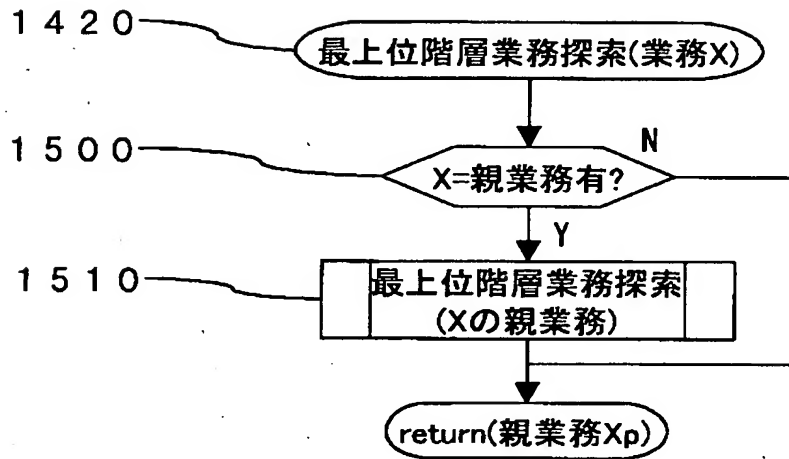 1420
最上位階層業務探索(業務X)
1500
N
X=親業務有?
Y
1510
最上位階層業務探索
(Xの親業務)
return(親業務Xp)